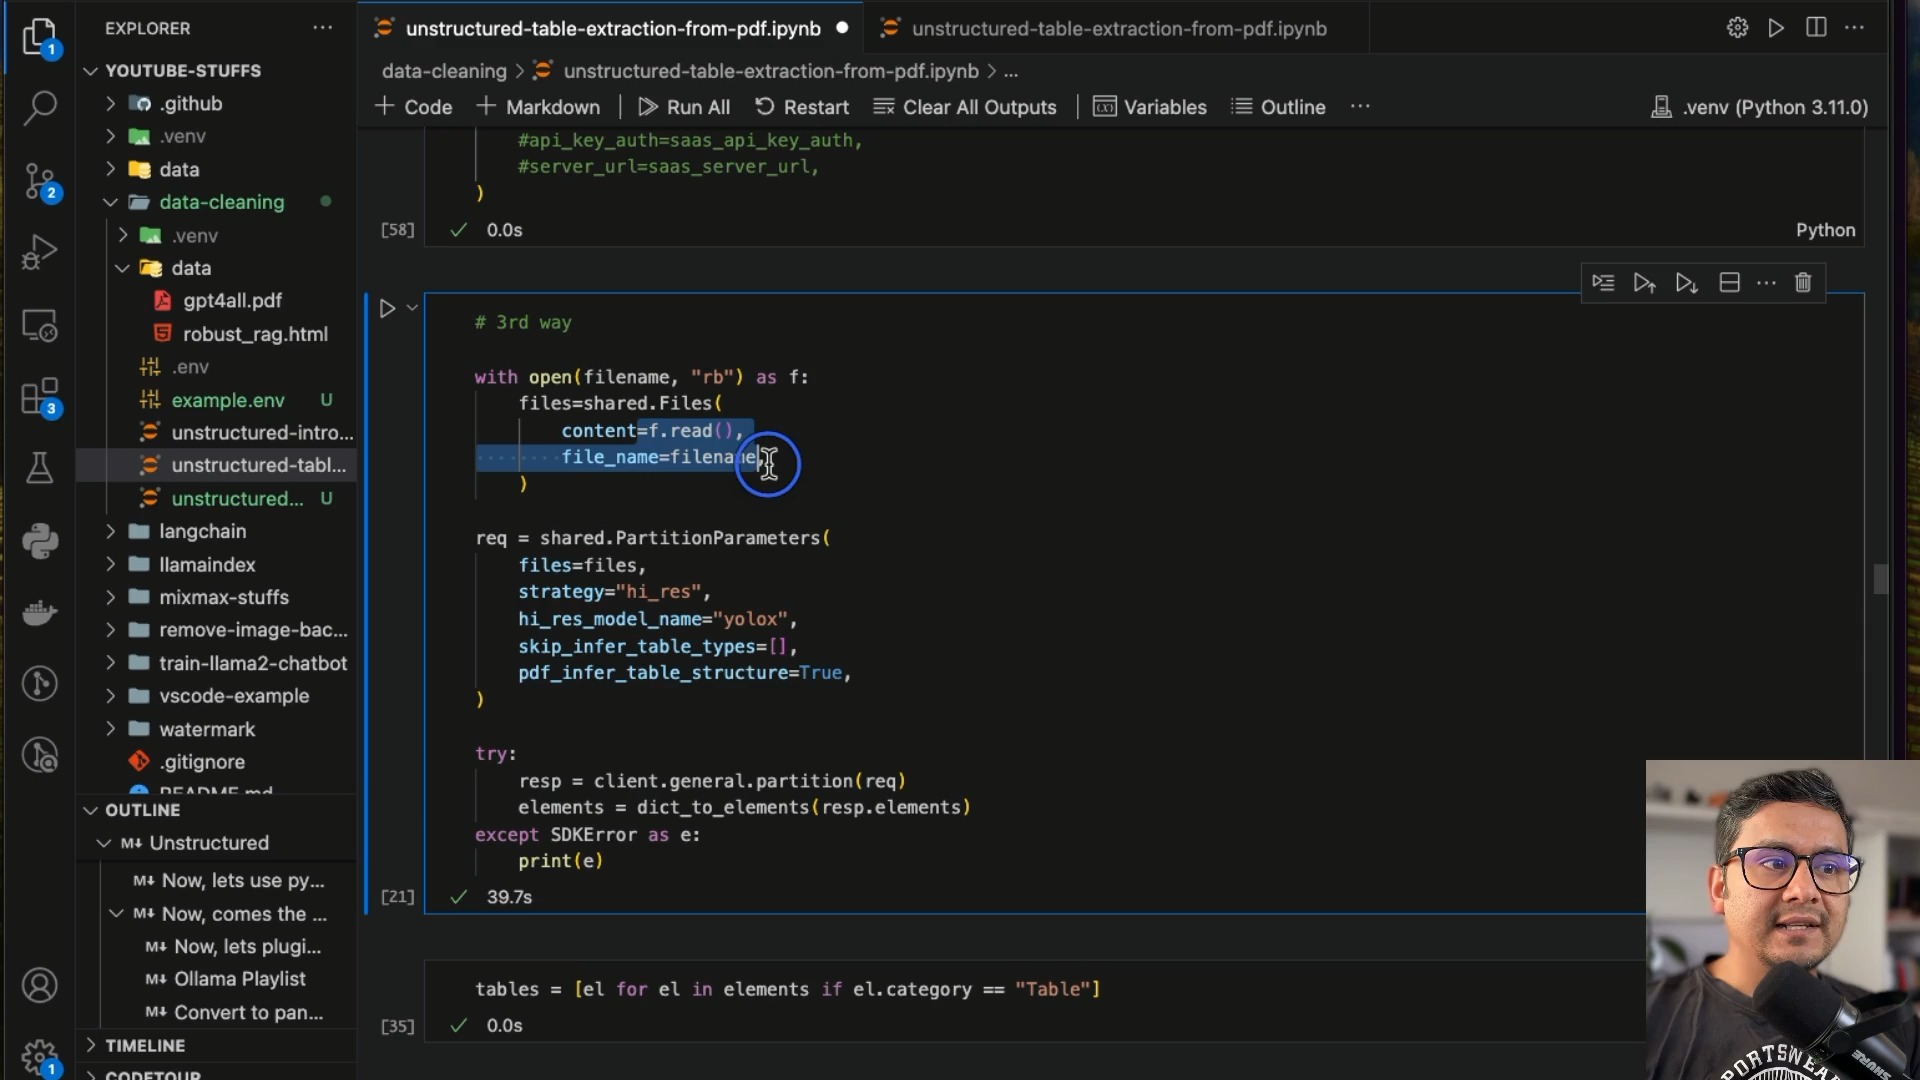 EXPLORER
unstructured-table-extraction-from-pdf.ipynb
unstructured-table-extraction-from-pdf.ipynb
YOUTUBE-STUFFS
data-cleaning > unstructured-table-extraction-from-pdf.ipynb > ...
.github
Code
Markdown
Run All
Restart
Clear All Outputs
Variables
Outline
.venv (Python 3.11.0)
.venv
data
data-cleaning
.venv
data
gpt4all.pdf
robust_rag.html
.env
example.env U
unstructured-intro...
unstructured-tabl...
unstructured... U
langchain
llamaindex
mixmax-stuffs
remove-image-bac...
train-llama2-chatbot
vscode-example
watermark
.gitignore
README.md
OUTLINE
Unstructured
Now, lets use py...
Now, comes the ...
Now, lets plugi...
Ollama Playlist
Convert to pan...
TIMELINE
CODETOUR
1
2
3
1
#api_key_auth=saas_api_key_auth,
#server_url=saas_server_url,
)
[58] 0.0s
Python
# 3rd way
with open(filename, "rb") as f:
files=shared.Files(
content=f.read(),
file_name=filename,
)
req = shared.PartitionParameters(
files=files,
strategy="hi_res",
hi_res_model_name="yolox",
skip_infer_table_types=[],
pdf_infer_table_structure=True,
)
try:
resp = client.general.partition(req)
elements = dict_to_elements(resp.elements)
except SDKError as e:
print(e)
[21] 39.7s
tables = [el for el in elements if el.category == "Table"]
[35] 0.0s